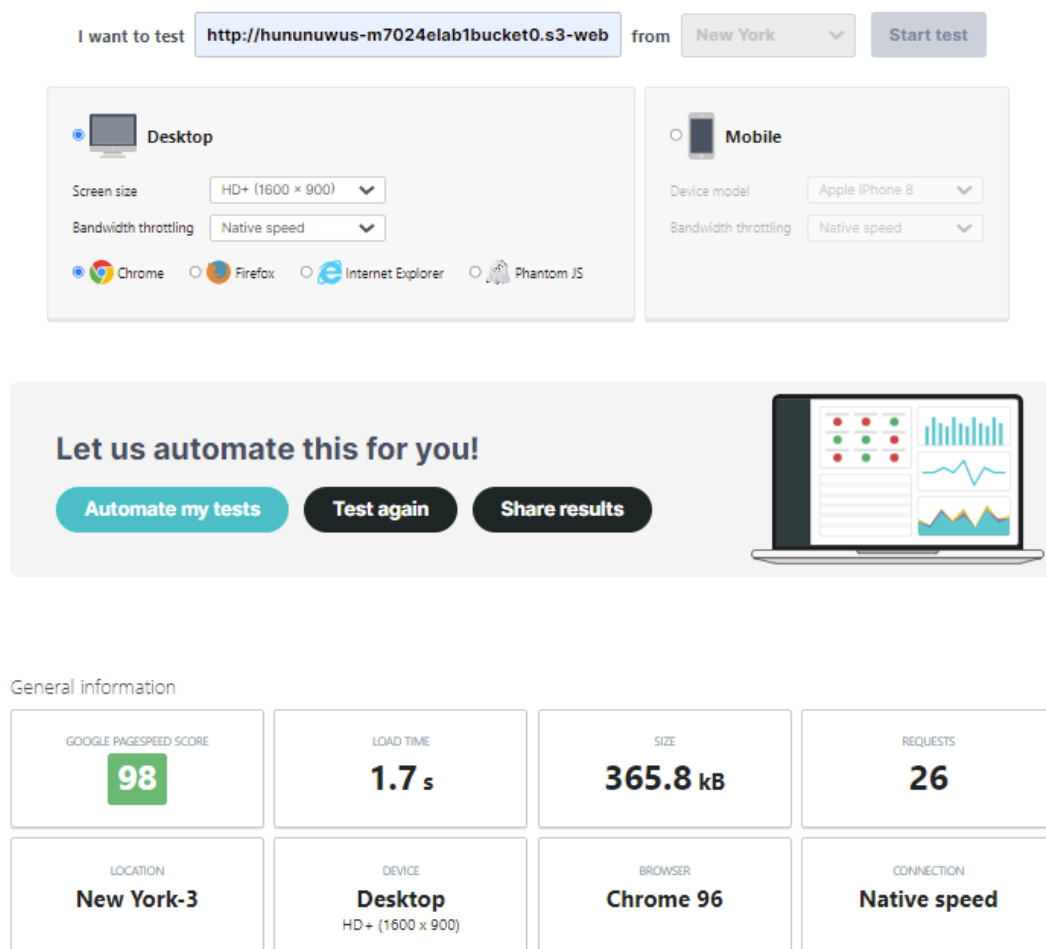 I want to test http://hununuwus-m7024elab1bucket0.s3-web from New York Start test
Desktop
Screen size HD+ (1600 × 900)
Bandwidth throttling Native speed
Chrome Firefox Internet Explorer Phantom JS
Mobile
Device model Apple iPhone 8
Bandwidth throttling Native speed
Let us automate this for you!
Automate my tests Test again Share results
General information
GOOGLE PAGESPEED SCORE
98
LOAD TIME
1.7 s
SIZE
365.8 kB
REQUESTS
26
LOCATION
New York-3
DEVICE
Desktop
HD+ (1600 x 900)
BROWSER
Chrome 96
CONNECTION
Native speed